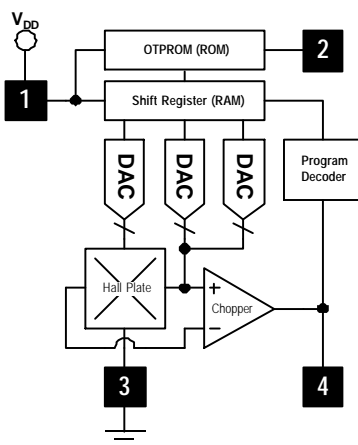 VDD
OTPROM (ROM)
2
1
Shift Register (RAM)
DAC
DAC
DAC
Program
Decoder
Hall Plate
+
Chopper
−
3
4